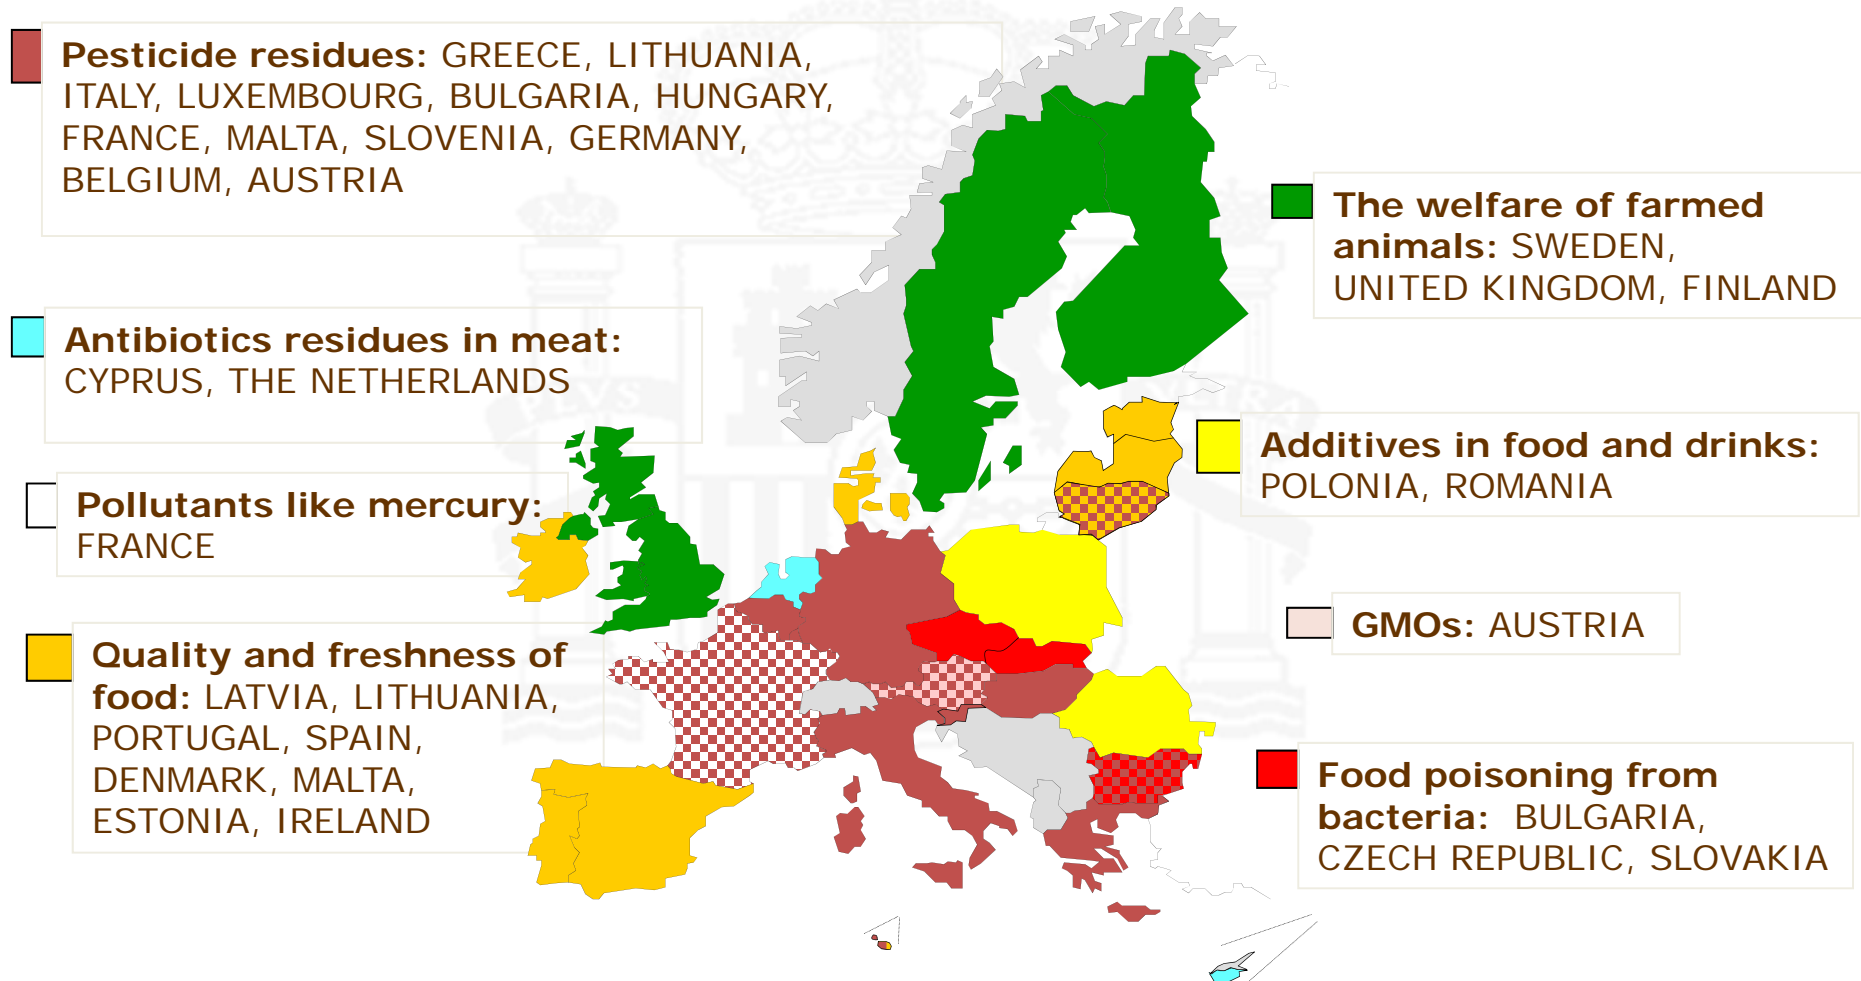 Pesticide residues: GREECE, LITHUANIA,
ITALY, LUXEMBOURG, BULGARIA, HUNGARY,
FRANCE, MALTA, SLOVENIA, GERMANY,
BELGIUM, AUSTRIA
The welfare of farmed
animals: SWEDEN,
UNITED KINGDOM, FINLAND
Antibiotics residues in meat:
CYPRUS, THE NETHERLANDS
PLVS
VLTRA
Additives in food and drinks:
POLONIA, ROMANIA
Pollutants like mercury:
FRANCE
GMOs: AUSTRIA
Quality and freshness of
food: LATVIA, LITHUANIA,
PORTUGAL, SPAIN,
DENMARK, MALTA,
ESTONIA, IRELAND
Food poisoning from
bacteria: BULGARIA,
CZECH REPUBLIC, SLOVAKIA